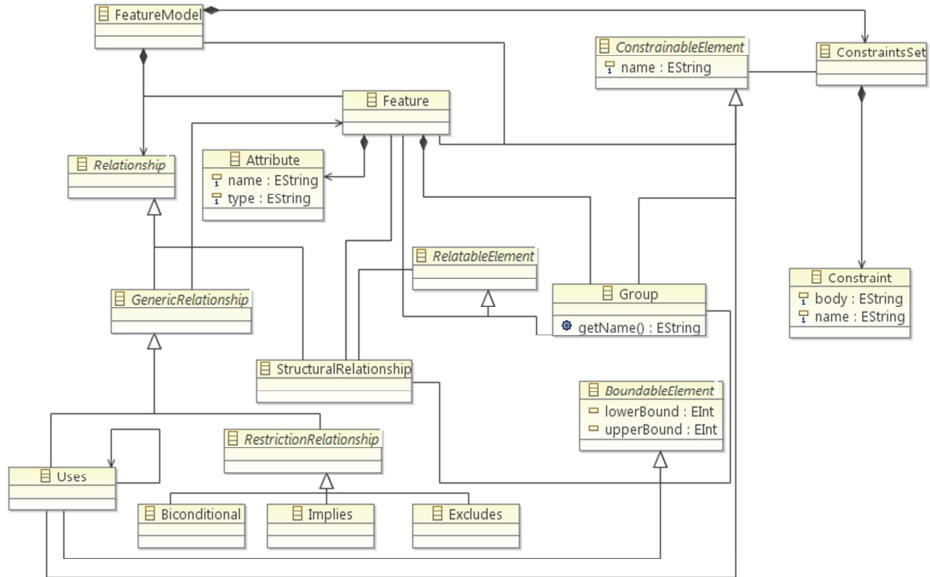 FeatureModel
ConstrainableElement
name : EString
ConstraintsSet
Feature
Relationship
Attribute
name : EString
type : EString
RelatableElement
GenericRelationship
Group
getName() : EString
Constraint
body : EString
name : EString
StructuralRelationship
BoundableElement
lowerBound : EInt
upperBound : EInt
RestrictionRelationship
Uses
Biconditional
Implies
Excludes